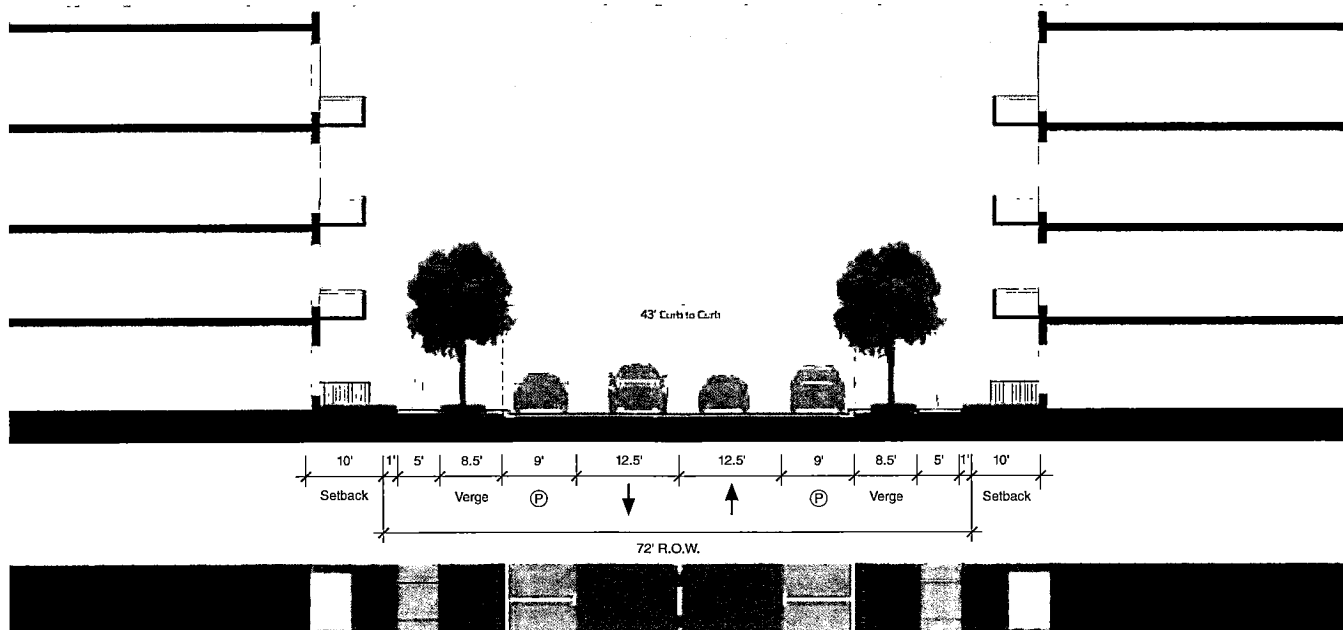 43' Curb to Curb
10' 1' 5' 8.5' 9' 12.5' 12.5' 9' 8.5' 5' 1' 10'
Setback Verge P P Verge Setback
72' R.O.W.